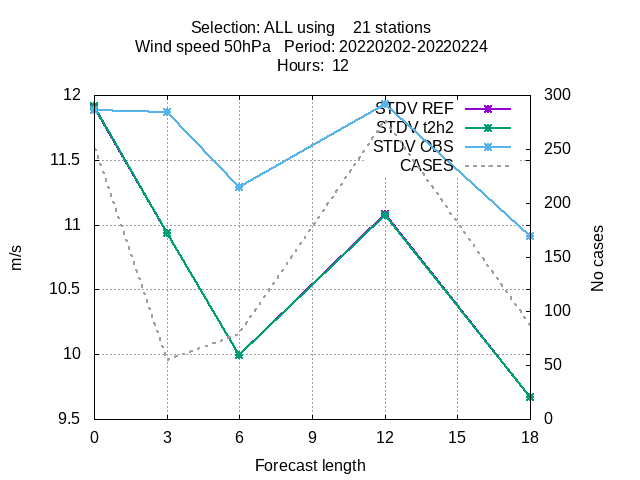 Selection: ALL using    21 stations
Wind speed 50hPa   Period: 20220202-20220224
Hours:  12
STDV REF
STDV t2h2
STDV OBS
CASES
12
11.5
11
10.5
10
9.5
300
250
200
150
100
50
0
m/s
No cases
0 3 6 9 12 15 18
Forecast length